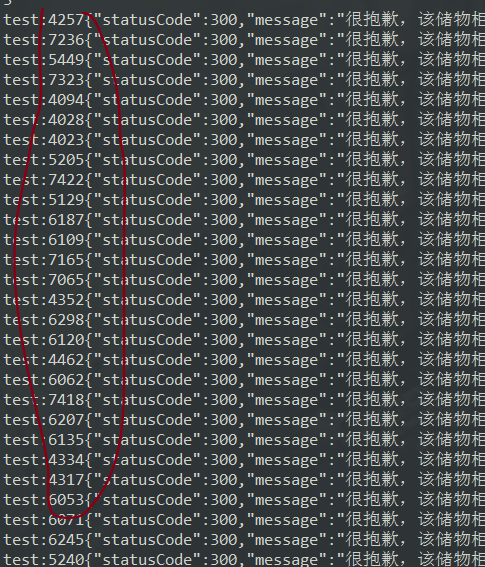 test:4257{"statusCode":300,"message":"很抱歉，该储物柜
test:7236{"statusCode":300,"message":"很抱歉，该储物柜
test:5449{"statusCode":300,"message":"很抱歉，该储物柜
test:7323{"statusCode":300,"message":"很抱歉，该储物柜
test:4094{"statusCode":300,"message":"很抱歉，该储物柜
test:4028{"statusCode":300,"message":"很抱歉，该储物柜
test:4023{"statusCode":300,"message":"很抱歉，该储物柜
test:5205{"statusCode":300,"message":"很抱歉，该储物柜
test:7422{"statusCode":300,"message":"很抱歉，该储物柜
test:5129{"statusCode":300,"message":"很抱歉，该储物柜
test:6187{"statusCode":300,"message":"很抱歉，该储物柜
test:6109{"statusCode":300,"message":"很抱歉，该储物柜
test:7165{"statusCode":300,"message":"很抱歉，该储物柜
test:7065{"statusCode":300,"message":"很抱歉，该储物柜
test:4352{"statusCode":300,"message":"很抱歉，该储物柜
test:6298{"statusCode":300,"message":"很抱歉，该储物柜
test:6120{"statusCode":300,"message":"很抱歉，该储物柜
test:4462{"statusCode":300,"message":"很抱歉，该储物柜
test:6062{"statusCode":300,"message":"很抱歉，该储物柜
test:7418{"statusCode":300,"message":"很抱歉，该储物柜
test:6207{"statusCode":300,"message":"很抱歉，该储物柜
test:6135{"statusCode":300,"message":"很抱歉，该储物柜
test:4334{"statusCode":300,"message":"很抱歉，该储物柜
test:4317{"statusCode":300,"message":"很抱歉，该储物柜
test:6053{"statusCode":300,"message":"很抱歉，该储物柜
test:6071{"statusCode":300,"message":"很抱歉，该储物柜
test:6245{"statusCode":300,"message":"很抱歉，该储物柜
test:5240{"statusCode":300,"message":"很抱歉，该储物柜